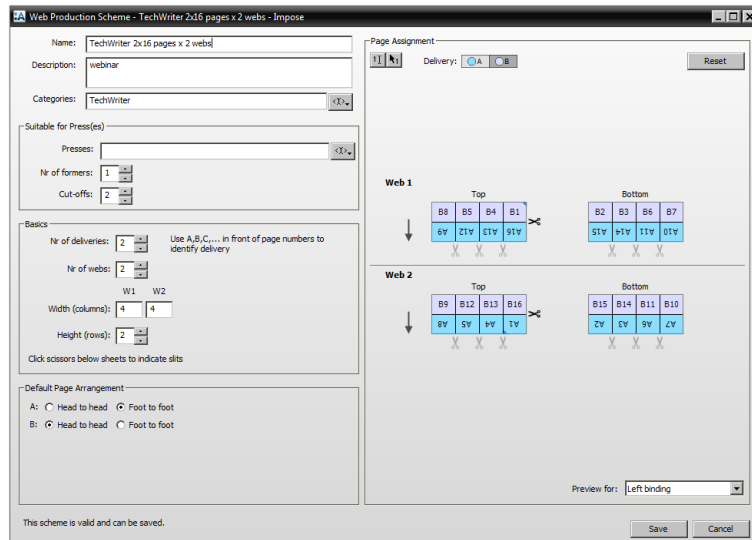 Web Production Scheme - TechWriter 2x16 pages x 2 webs - Impose
Name: TechWriter 2x16 pages x 2 webs
Description: webinar
Categories: TechWriter
Suitable for Press(es)
Presses:
Nr of formers: 1
Cut-offs: 2
Basics
Nr of deliveries: 2 Use A,B,C,... in front of page numbers to
identify delivery
Nr of webs: 2
W1 W2
Width (columns): 4 4
Height (rows): 2
Click scissors below sheets to indicate slits
Default Page Arrangement
A: Head to head Foot to foot
B: Head to head Foot to foot
This scheme is valid and can be saved.
Page Assignment
Delivery: A B Reset
Web 1
Top Bottom
B8 B5 B4 B1 B2 B3 B6 B7
A9 A12 A13 A16 A15 A14 A11 A10
Web 2
Top Bottom
B9 B12 B13 B16 B15 B14 B11 B10
A8 A5 A4 A1 A2 A3 A6 A7
Preview for: Left binding
Save Cancel